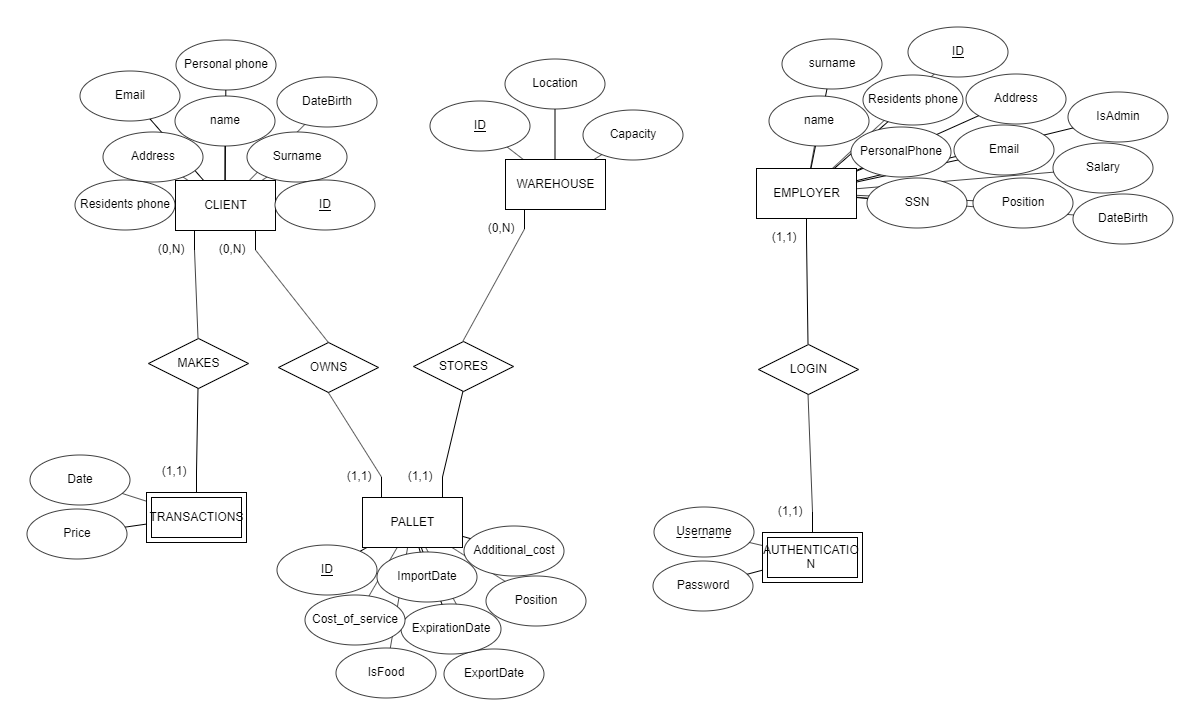 Personal phone
Email
DateBirth
name
Address
Surname
Residents phone
CLIENT
ID
(0,N)
(0,N)
Location
ID
Capacity
WAREHOUSE
(0,N)
ID
surname
Residents phone
Address
IsAdmin
name
PersonalPhone
Email
Salary
EMPLOYER
SSN
Position
DateBirth
(1,1)
MAKES
OWNS
STORES
LOGIN
(1,1)
(1,1)
(1,1)
(1,1)
Date
Price
TRANSACTIONS
PALLET
ID
ImportDate
Additional_cost
Cost_of_service
ExpirationDate
Position
IsFood
ExportDate
Username
Password
AUTHENTICATIO
N